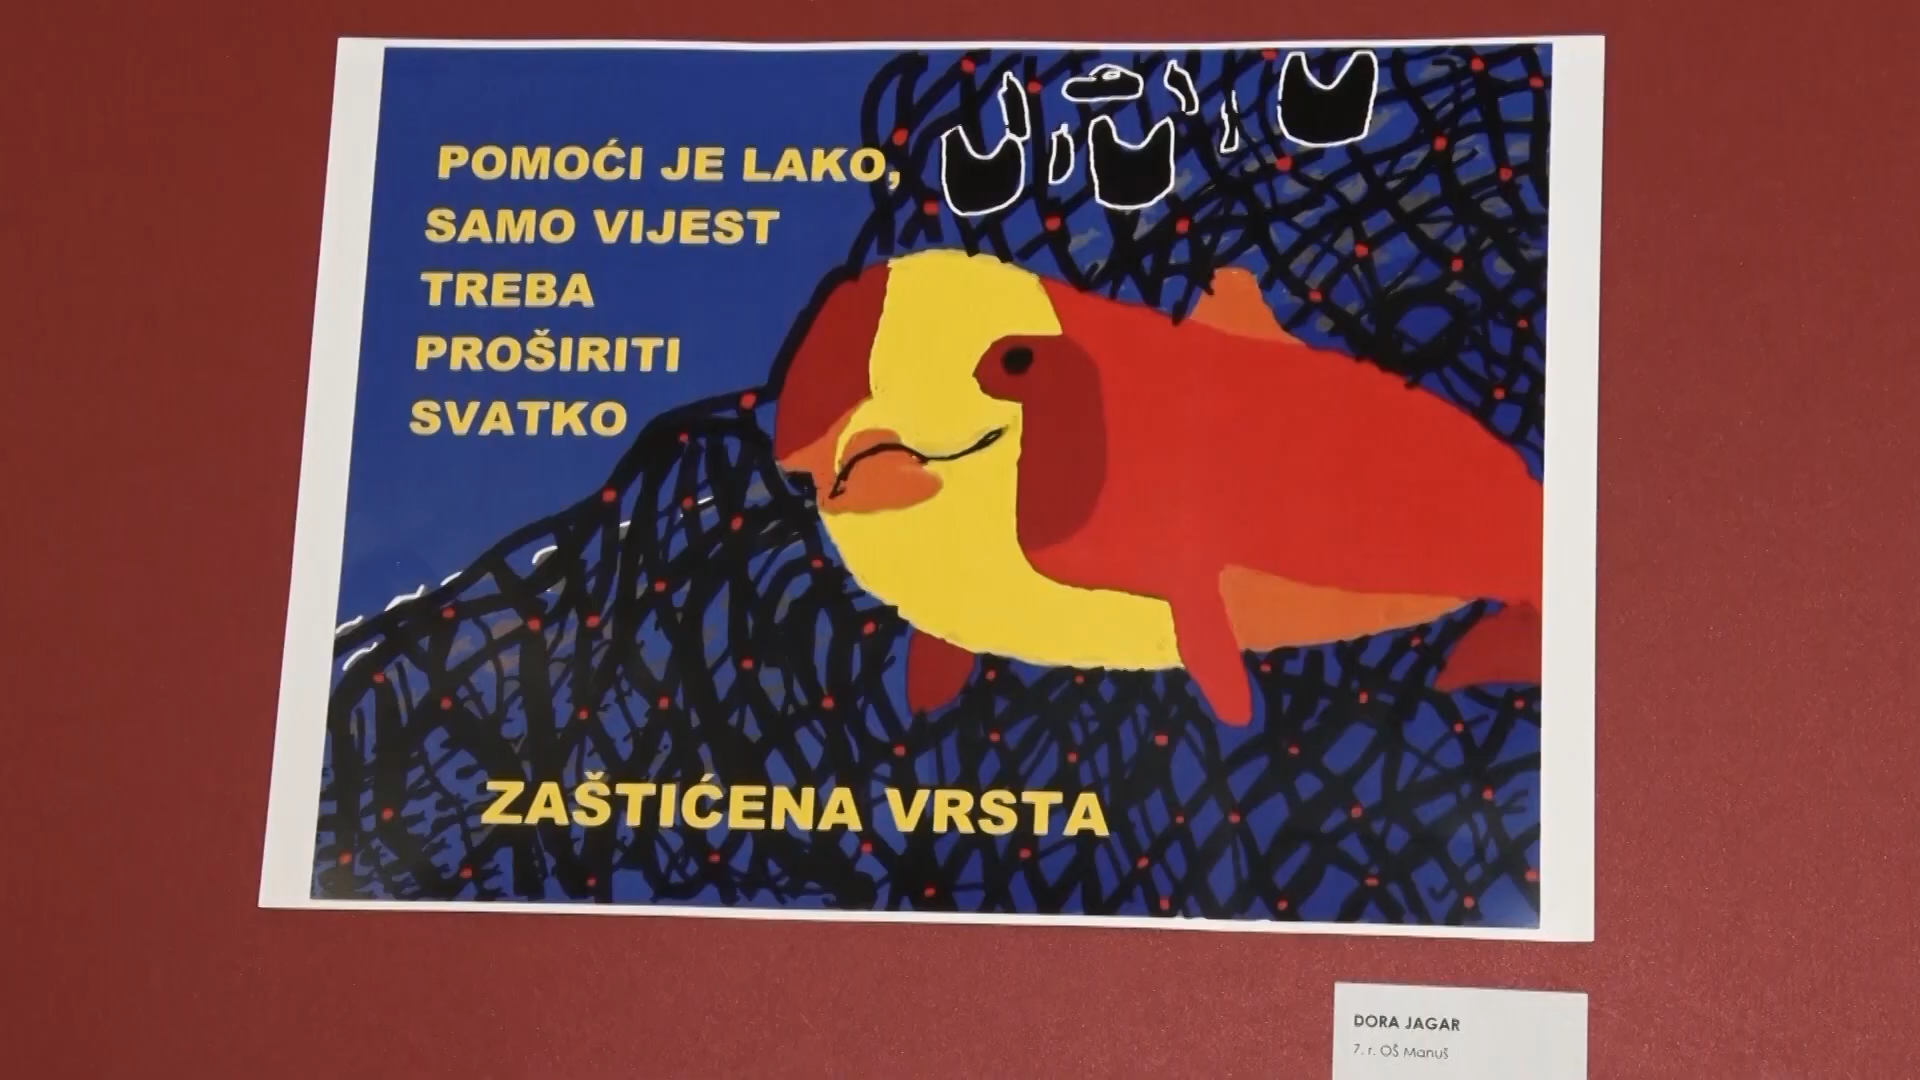 POMOĆI JE LAKO,
SAMO VIJEST
TREBA
PROŠIRITI
SVATKO
ZAŠTIĆENA VRSTA
DORA JAGAR
7. r. OŠ Manuš